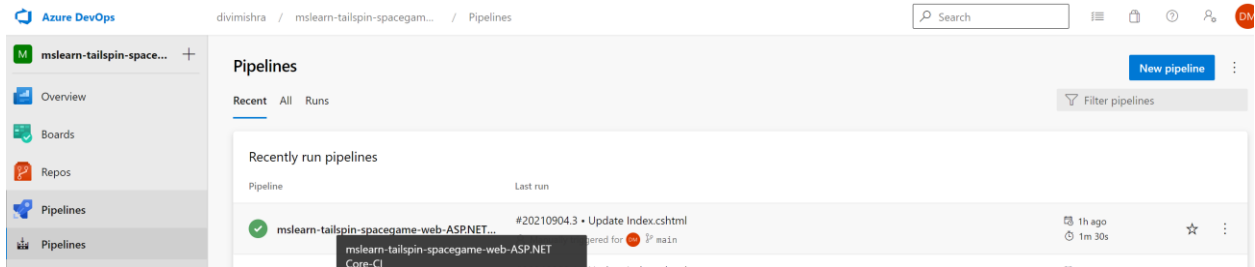 Azure DevOps
divimishra / mslearn-tailspin-spacegam... / Pipelines
Search
DM
M mslearn-tailspin-space... +
Overview
Boards
Repos
Pipelines
Pipelines
Pipelines
New pipeline
Recent All Runs
Filter pipelines
Recently run pipelines
Pipeline Last run
mslearn-tailspin-spacegame-web-ASP.NET...
#20210904.3 • Update Index.cshtml
for DM main
1h ago
1m 30s
mslearn-tailspin-spacegame-web-ASP.NET
Core-CI